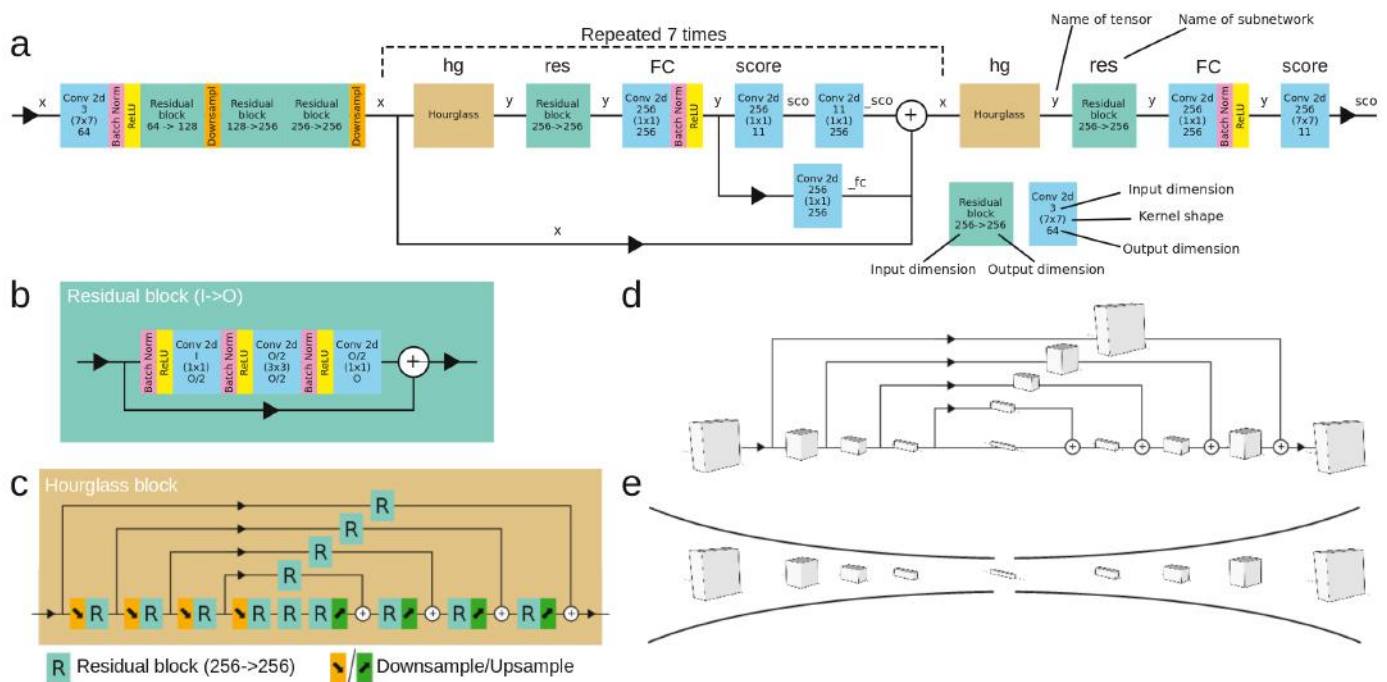 a
Repeated 7 times
Name of tensor
Name of subnetwork
hg
res
FC
score
hg
res
FC
score
x
Conv 2d
3
(7x7)
64
Batch Norm
ReLU
Residual
block
64 -> 128
Downsampl
Residual
block
128->256
Residual
block
256->256
Downsampl
x
Hourglass
y
Residual
block
256->256
y
Conv 2d
256
(1x1)
256
Batch Norm
ReLU
y
Conv 2d
256
(1x1)
11
sco
Conv 2d
11
(1x1)
256
_sco
+
x
Hourglass
y
Residual
block
256->256
y
Conv 2d
256
(1x1)
256
Batch Norm
ReLU
y
Conv 2d
256
(7x7)
11
sco
Conv 2d
256
(1x1)
256
_fc
x
Residual
block
256->256
Input dimension
Output dimension
Conv 2d
3
(7x7)
64
Input dimension
Kernel shape
Output dimension
b
Residual block (I->O)
Batch Norm
ReLU
Conv 2d
I
(1x1)
O/2
Batch Norm
ReLU
Conv 2d
O/2
(3x3)
O/2
Batch Norm
ReLU
Conv 2d
O/2
(1x1)
O
+
c
Hourglass block
R
R
R
R
R
R
R
R
R
R
+
R
+
R
+
R
+
R Residual block (256->256)
/ Downsample/Upsample
d
+
+
+
+
e